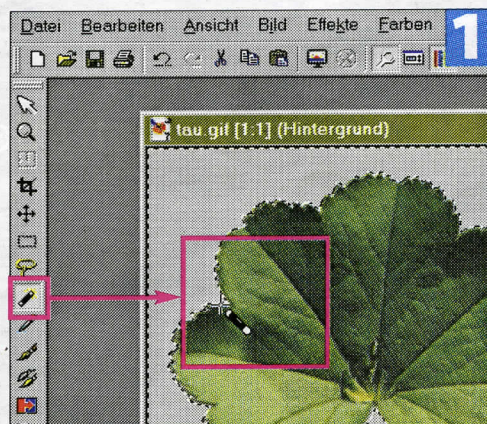 Datei Bearbeiten Ansicht Bild Effekte Farben
1
tau.gif [1:1] (Hintergrund)